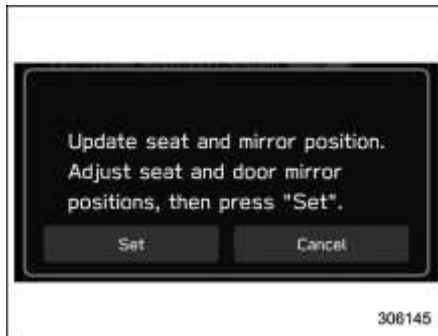 Update seat and mirror position.
Adjust seat and door mirror
positions, then press "Set".
Set
Cancel
306145